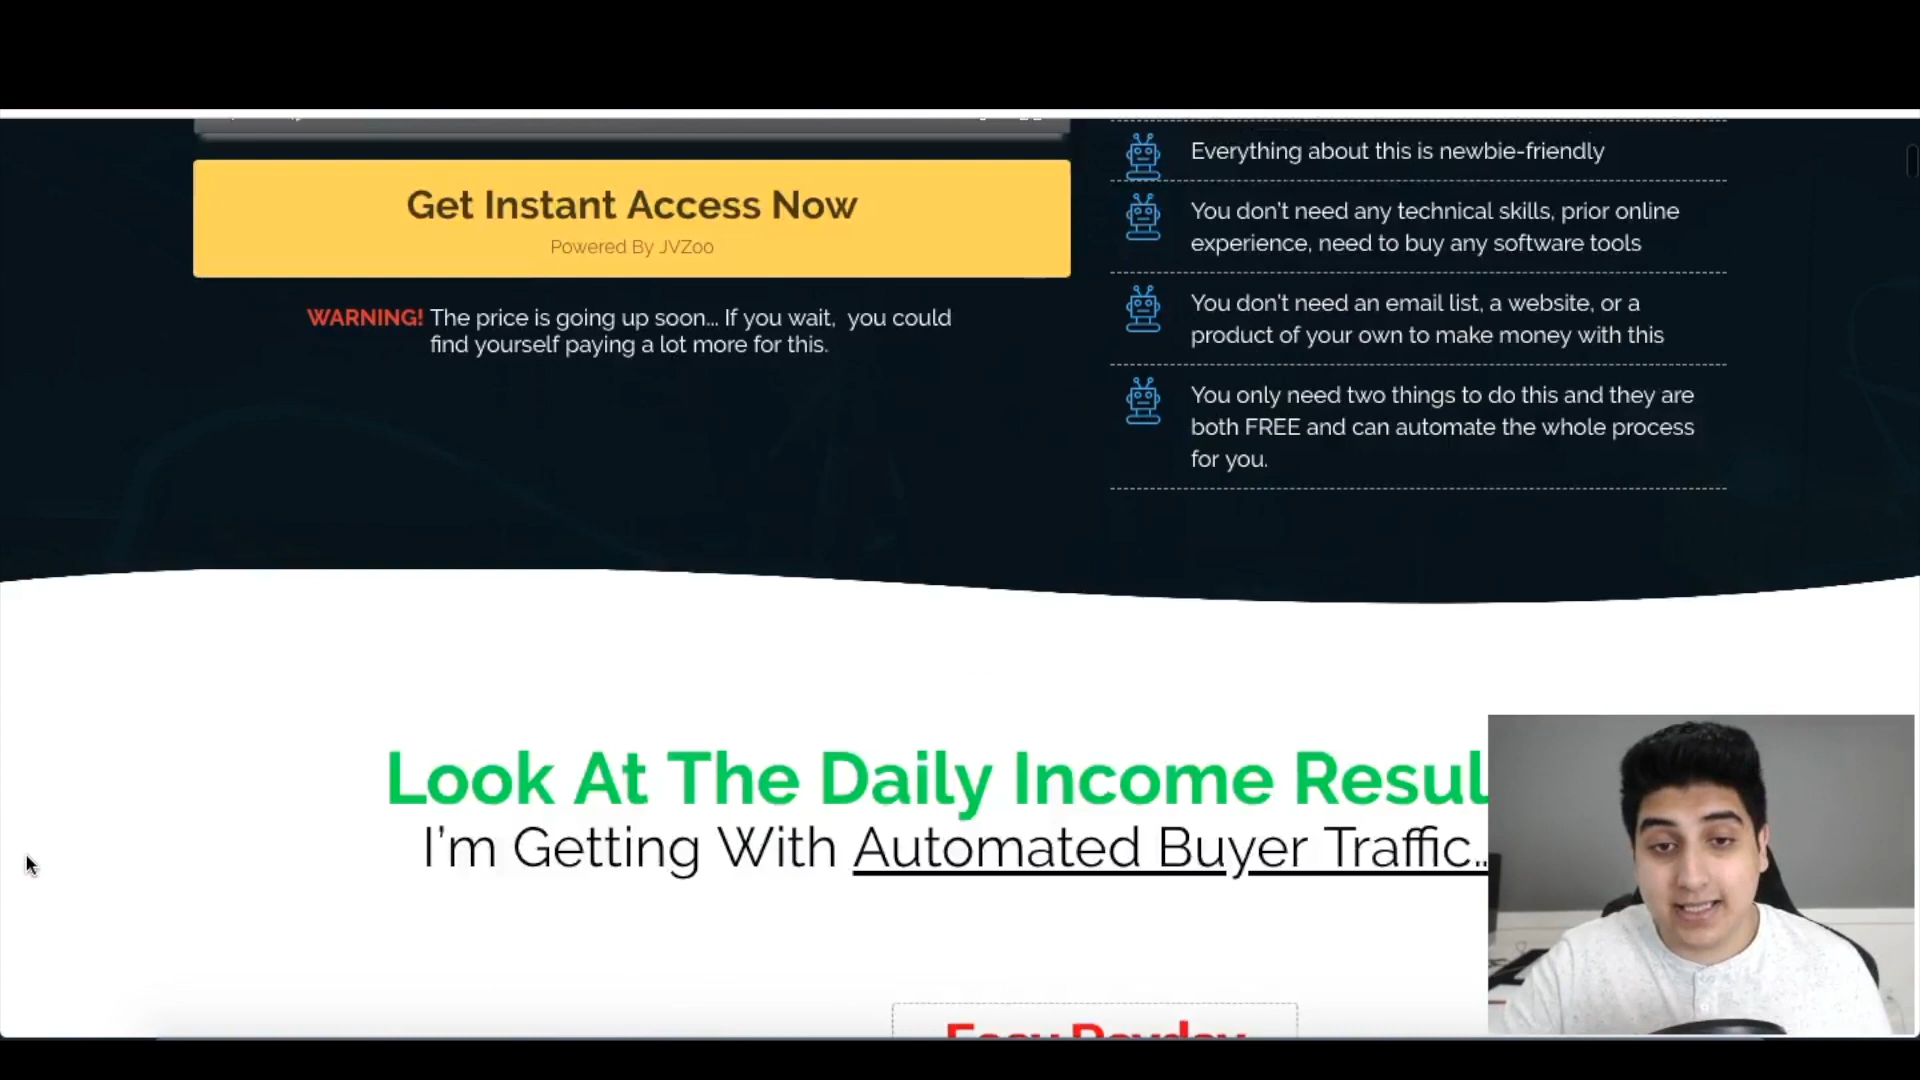 Get Instant Access Now
Powered By JVZoo
WARNING! The price is going up soon... If you wait, you could
find yourself paying a lot more for this.
Everything about this is newbie-friendly
You don't need any technical skills, prior online
experience, need to buy any software tools
You don't need an email list, a website, or a
product of your own to make money with this
You only need two things to do this and they are
both FREE and can automate the whole process
for you.
Look At The Daily Income Resul
I'm Getting With Automated Buyer Traffic...
Easy Payday